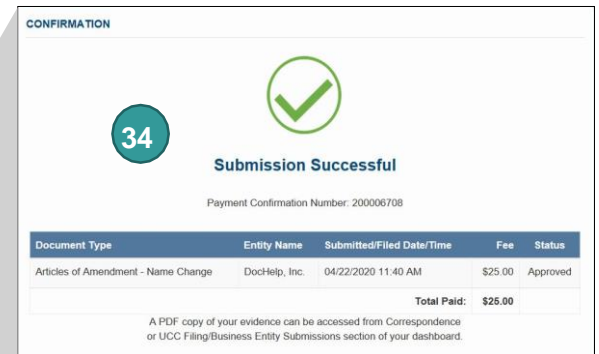 CONFIRMATION
34
Submission Successful
Payment Confirmation Number: 200006708
Document Type Entity Name Submitted/Filed Date/Time Fee Status
Articles of Amendment - Name Change DocHelp, Inc. 04/22/2020 11:40 AM $25.00 Approved
Total Paid: $25.00
A PDF copy of your evidence can be accessed from Correspondence
or UCC Filing/Business Entity Submissions section of your dashboard.